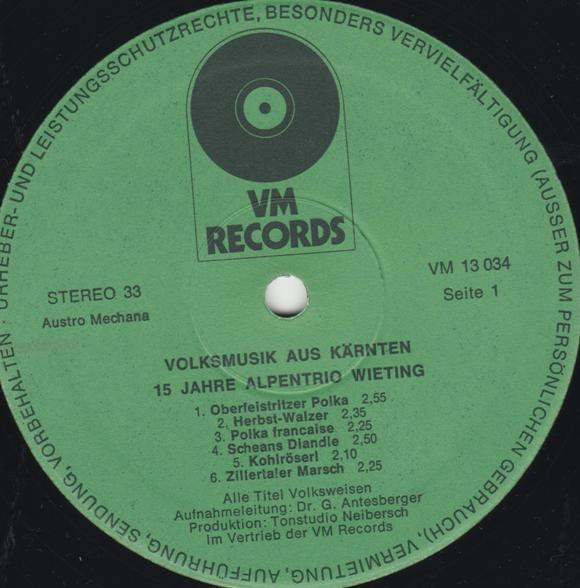 URHEBER- UND LEISTUNGSSCHUTZRECHTE, BESONDERS VERVIELFÄLTIGUNG (AUSSER ZUM PERSÖNLICHEN GEBRAUCH), VERMIETUNG, AUFFÜHRUNG, SENDUNG, VORBEHALTEN ·
VM
RECORDS
STEREO 33
Austro Mechana
VM 13 034
Seite 1
VOLKSMUSIK AUS KÄRNTEN
15 JAHRE ALPENTRIO WIETING
1. Oberfeistritzer Polka 2,55
2. Herbst-Walzer 2,35
3. Polka francaise 2,25
4. Scheans Diandle 2,50
5. Kohlröserl 2,10
6. Zillertaler Marsch 2,25
Alle Titel Volksweisen
Aufnahmeleitung: Dr. G. Antesberger
Produktion: Tonstudio Neibersch
Im Vertrieb der VM Records